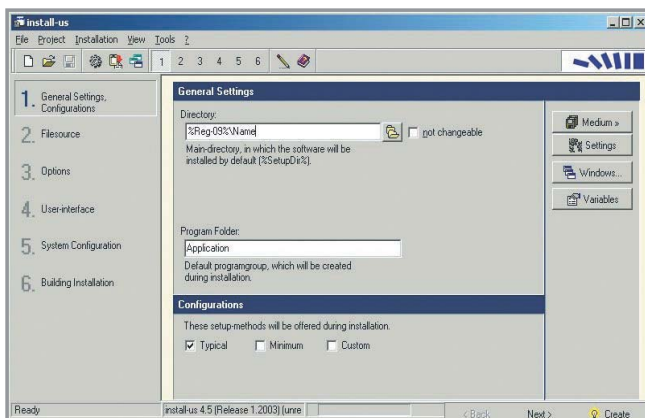 install-us
File Project Installation View Tools ?
1 2 3 4 5 6
1. General Settings,
Configurations
2. Filesource
3. Options
4. User-interface
5. System Configuration
6. Building Installation
General Settings
Directory:
%Reg-09%\Name
not changeable
Main-directory, in which the software will be
installed by default (%SetupDir%).
Program Folder:
Application
Default programgroup, which will be created
during installation.
Configurations
These setup-methods will be offered during installation.
Typical Minimum Custom
Medium »
Settings
Windows...
Variables
Ready
install-us 4.5 (Release 1.2003) (unre
< Back Next > Create